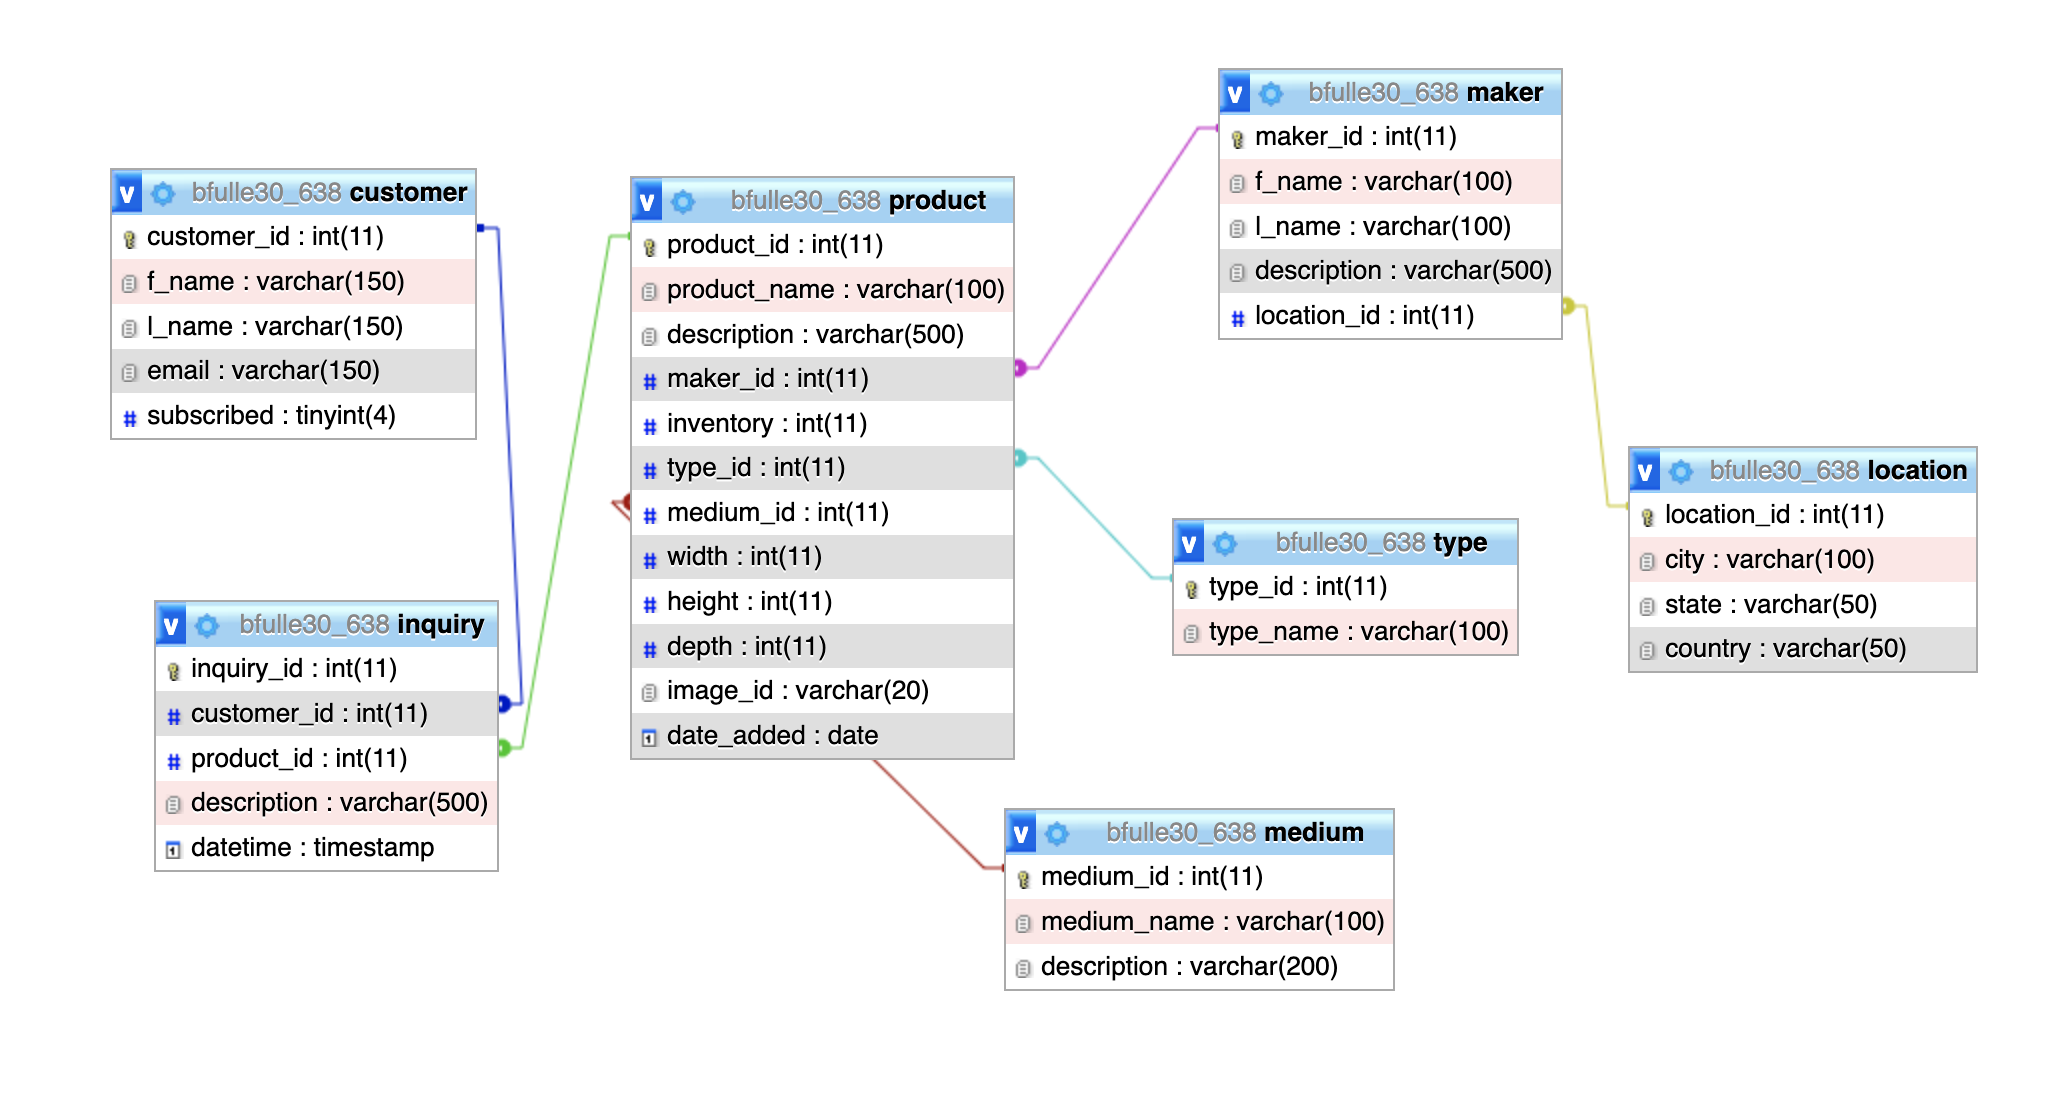 v bfulle30_638 customer
customer_id : int(11)
f_name : varchar(150)
l_name : varchar(150)
email : varchar(150)
# subscribed : tinyint(4)
v bfulle30_638 inquiry
inquiry_id : int(11)
# customer_id : int(11)
# product_id : int(11)
description : varchar(500)
datetime : timestamp
v bfulle30_638 product
product_id : int(11)
product_name : varchar(100)
description : varchar(500)
# maker_id : int(11)
# inventory : int(11)
# type_id : int(11)
# medium_id : int(11)
# width : int(11)
# height : int(11)
# depth : int(11)
image_id : varchar(20)
date_added : date
v bfulle30_638 maker
maker_id : int(11)
f_name : varchar(100)
l_name : varchar(100)
description : varchar(500)
# location_id : int(11)
v bfulle30_638 type
type_id : int(11)
type_name : varchar(100)
v bfulle30_638 location
location_id : int(11)
city : varchar(100)
state : varchar(50)
country : varchar(50)
v bfulle30_638 medium
medium_id : int(11)
medium_name : varchar(100)
description : varchar(200)